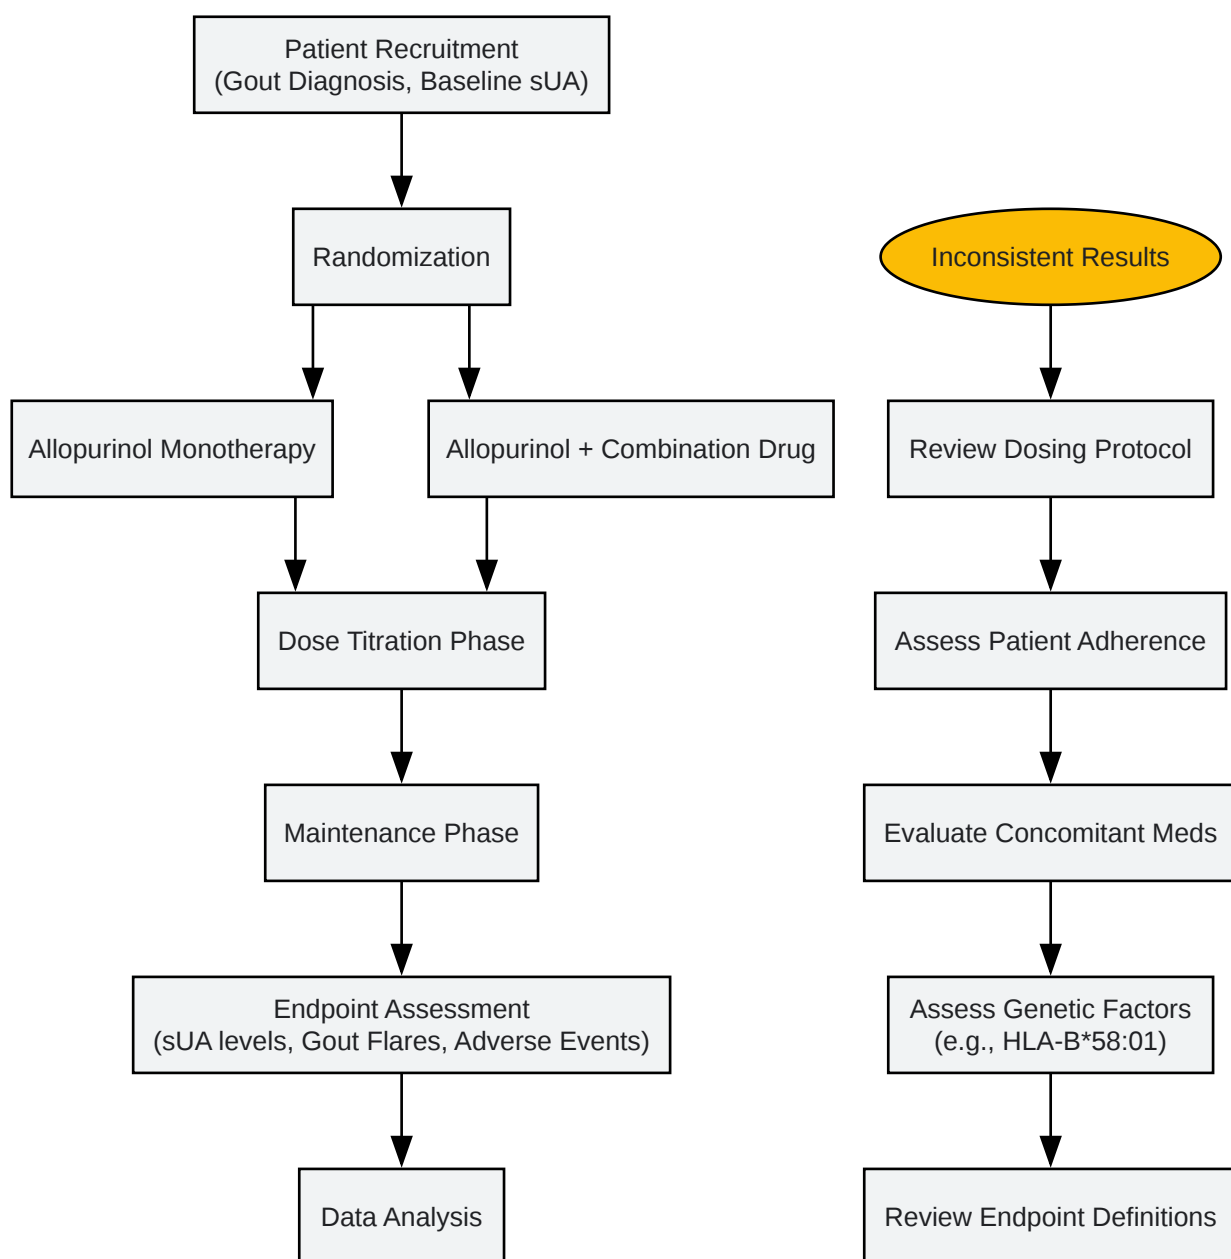 Patient Recruitment
(Gout Diagnosis, Baseline sUA)
Randomization
Allopurinol Monotherapy
Allopurinol + Combination Drug
Dose Titration Phase
Maintenance Phase
Endpoint Assessment
(sUA levels, Gout Flares, Adverse Events)
Data Analysis
Inconsistent Results
Review Dosing Protocol
Assess Patient Adherence
Evaluate Concomitant Meds
Assess Genetic Factors
(e.g., HLA-B*58:01)
Review Endpoint Definitions